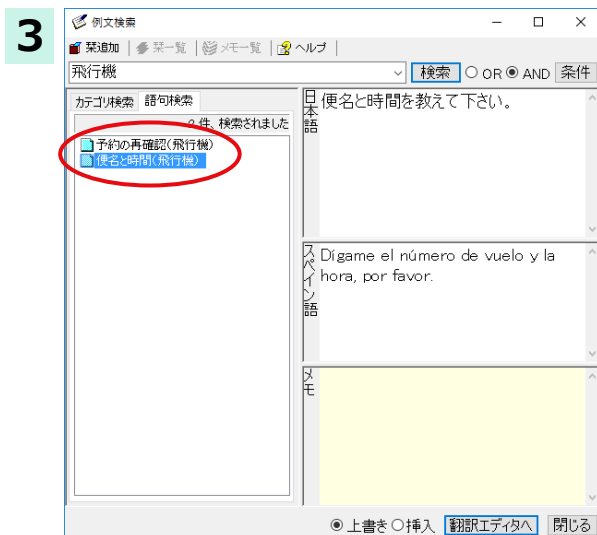 3
例文検索
栞追加 栞一覧 メモ一覧 ヘルプ
飛行機 検索 OR AND 条件
カテゴリ検索 語句検索
件、検索されました
予約の再確認(飛行機)
便名と時間(飛行機)
日本語
便名と時間を教えて下さい。
スペイン語
Dígame el número de vuelo y la
hora, por favor.
メモ
上書き 挿入 翻訳エディタへ 閉じる